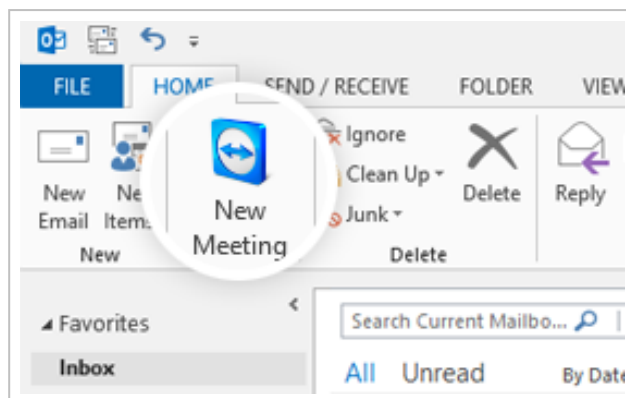 FILE HOME SEND / RECEIVE FOLDER VIEW
Ignore
Clean Up
Junk
New
Email
Items
New
Meeting
Delete
Reply
New
Delete
Favorites
Search Current Mailbo...
Inbox
All Unread By Date